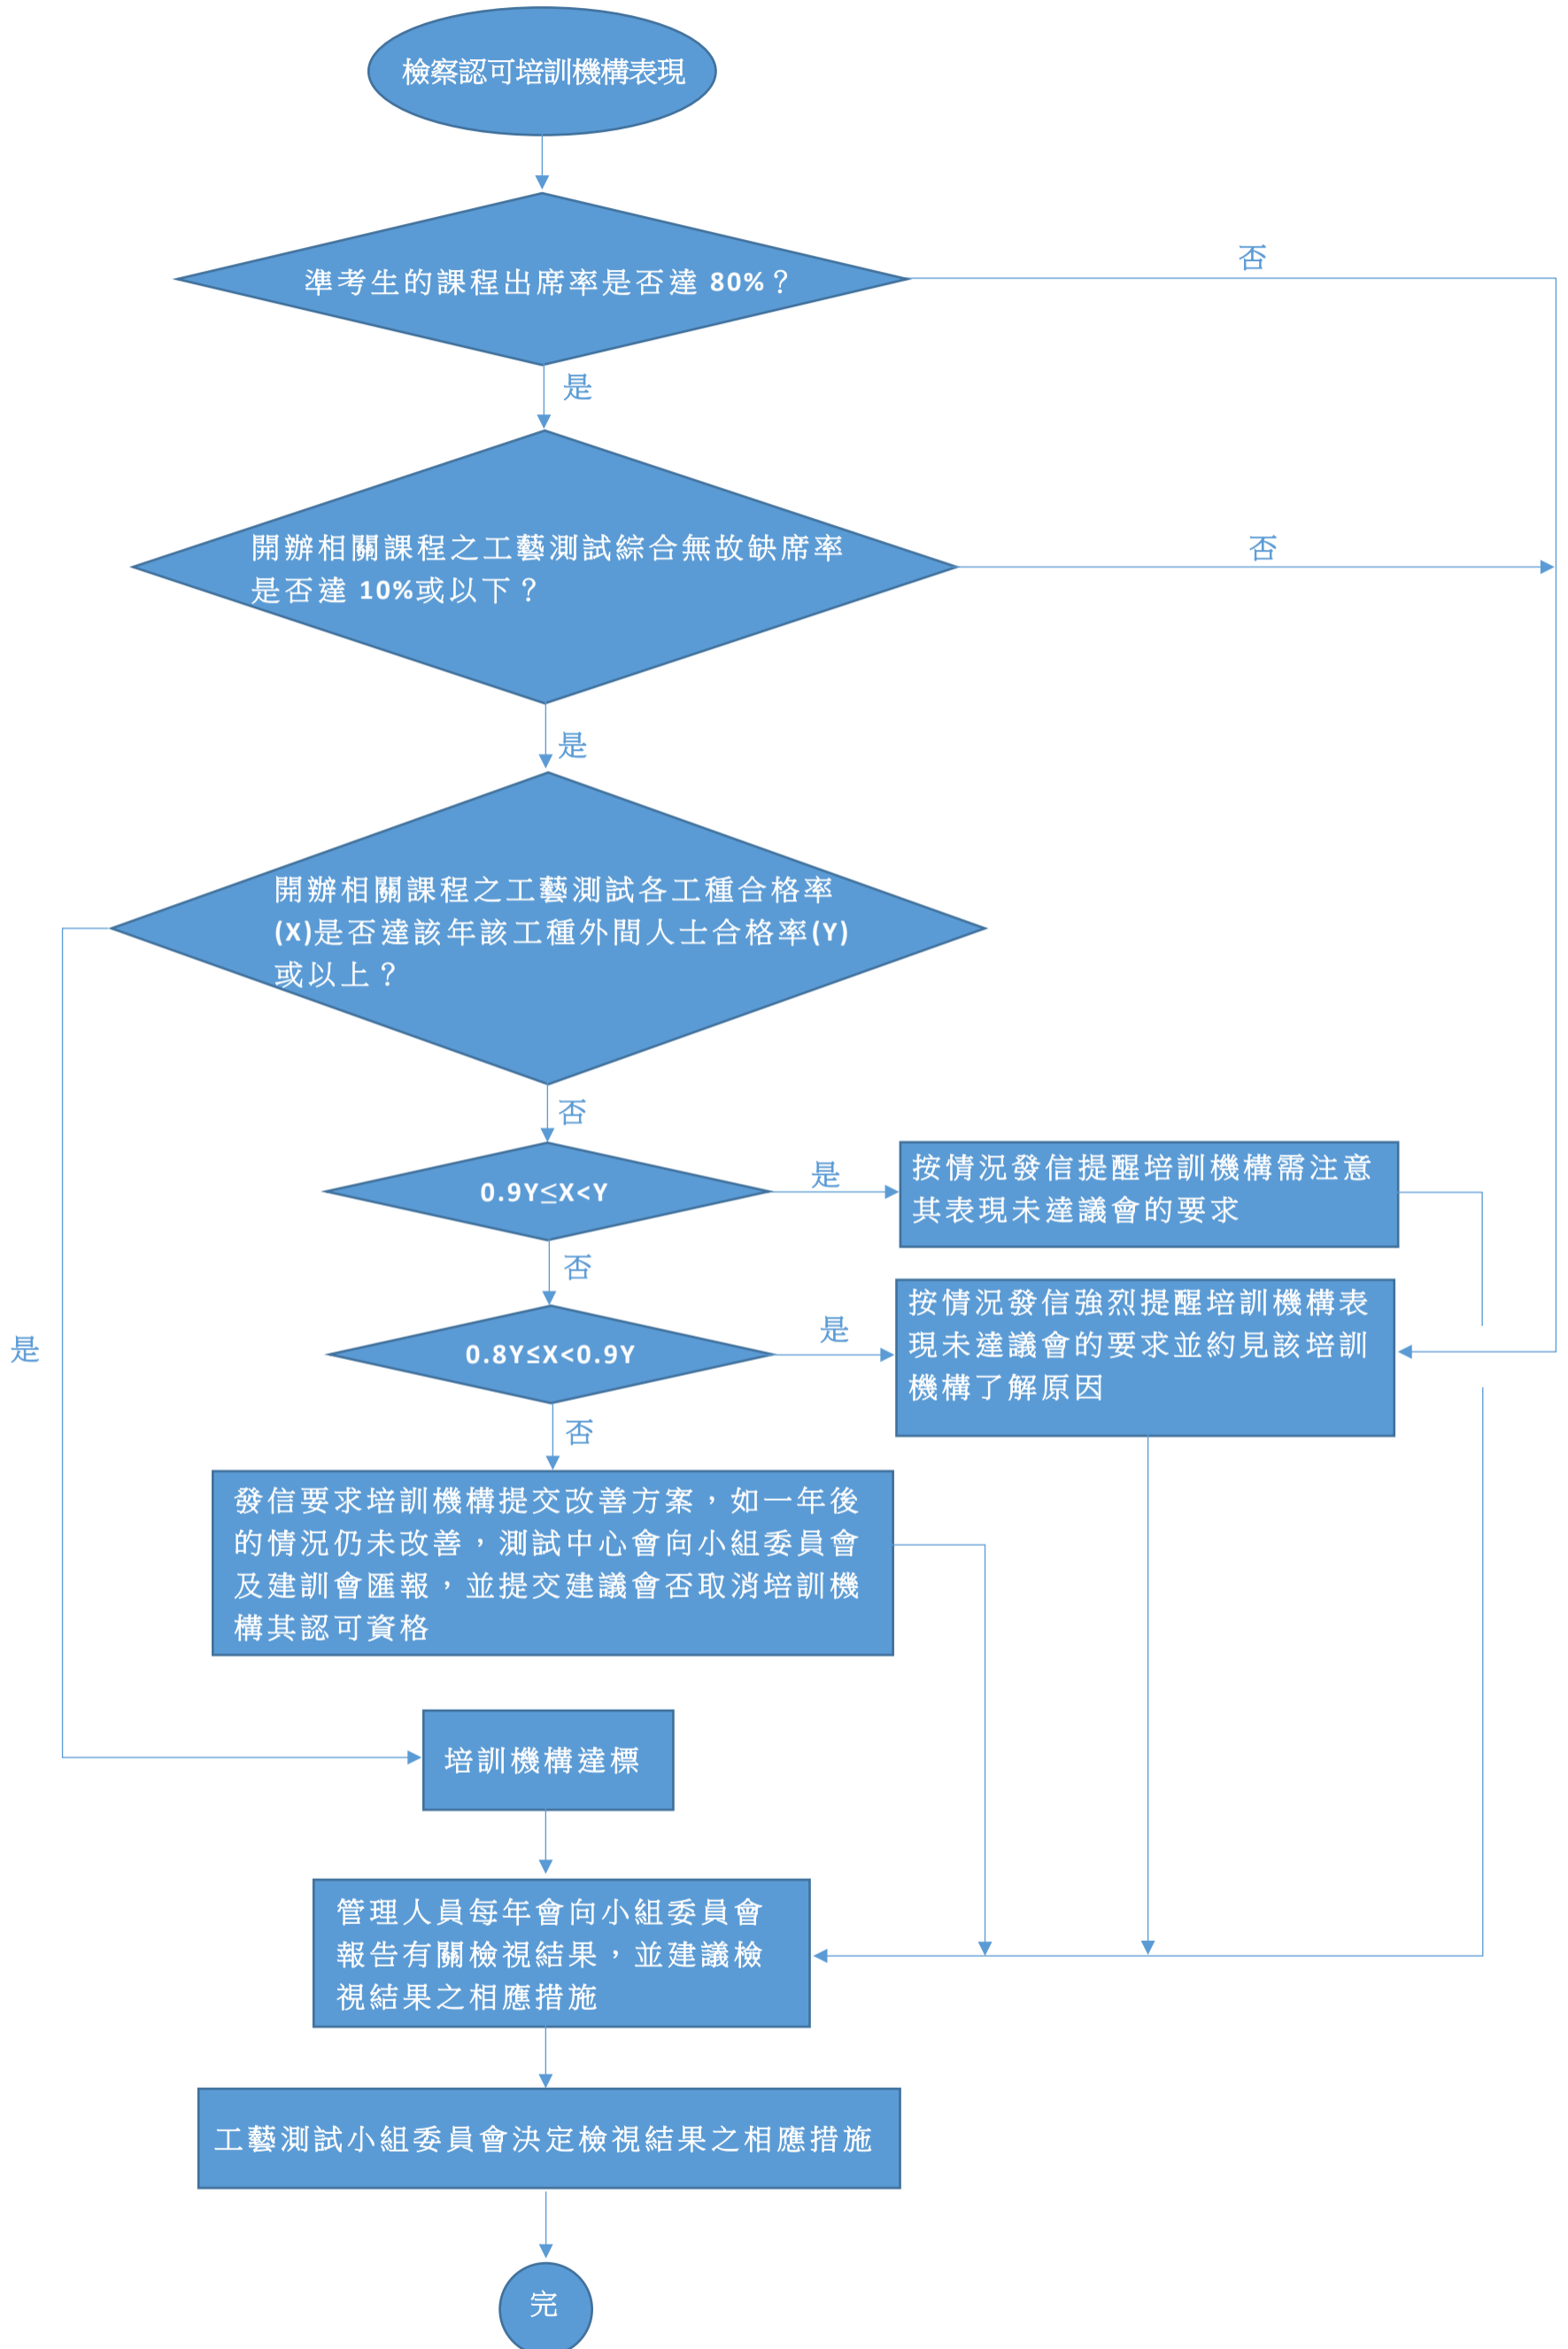 檢察認可培訓機構表現
準考生的課程出席率是否達 80%？
否
是
開辦相關課程之工藝測試綜合無故缺席率
是否達 10%或以下？
否
是
開辦相關課程之工藝測試各工種合格率
(X)是否達該年該工種外間人士合格率(Y)
或以上？
否
0.9Y≤X<Y
是
按情況發信提醒培訓機構需注意
其表現未達議會的要求
否
0.8Y≤X<0.9Y
是
按情況發信強烈提醒培訓機構表
現未達議會的要求並約見該培訓
機構了解原因
是
否
發信要求培訓機構提交改善方案，如一年後
的情況仍未改善，測試中心會向小組委員會
及建訓會匯報，並提交建議會否取消培訓機
構其認可資格
培訓機構達標
管理人員每年會向小組委員會
報告有關檢視結果，並建議檢
視結果之相應措施
工藝測試小組委員會決定檢視結果之相應措施
完